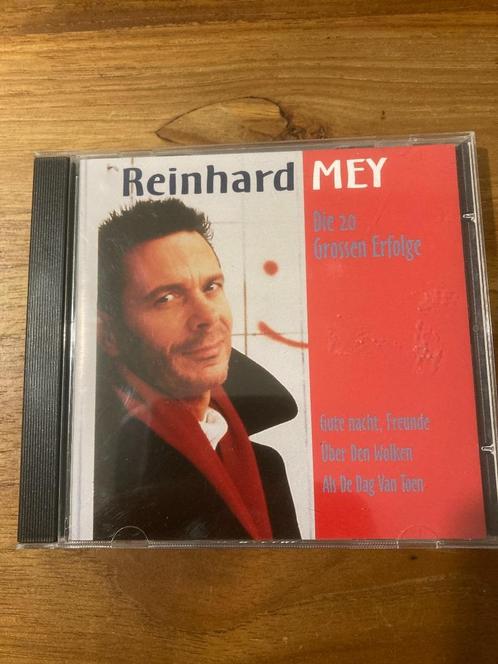 Reinhard MEY
Die 20
Grossen Erfolge
Gute nacht, Freunde
Über Den Wolken
Als De Dag Van Toen